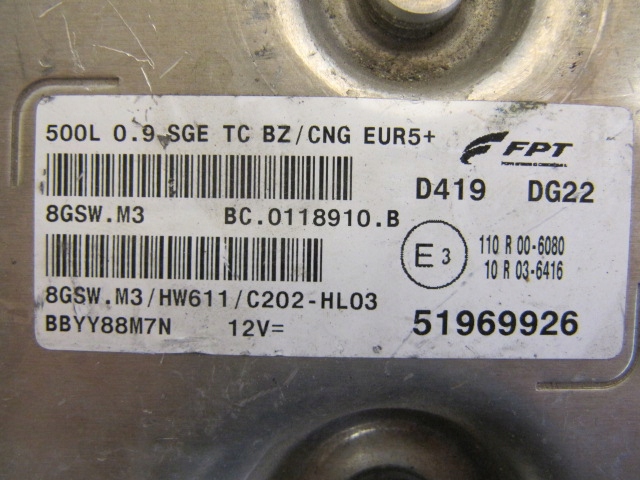 500L 0.9 SGE TC BZ/CNG EUR5+
FPT
D419 DG22
8GSW.M3 BC.0118910.B
E3
110 R 00-6080
10 R 03-6416
8GSW.M3/HW611/C202-HL03
BBYY88M7N 12V= 51969926